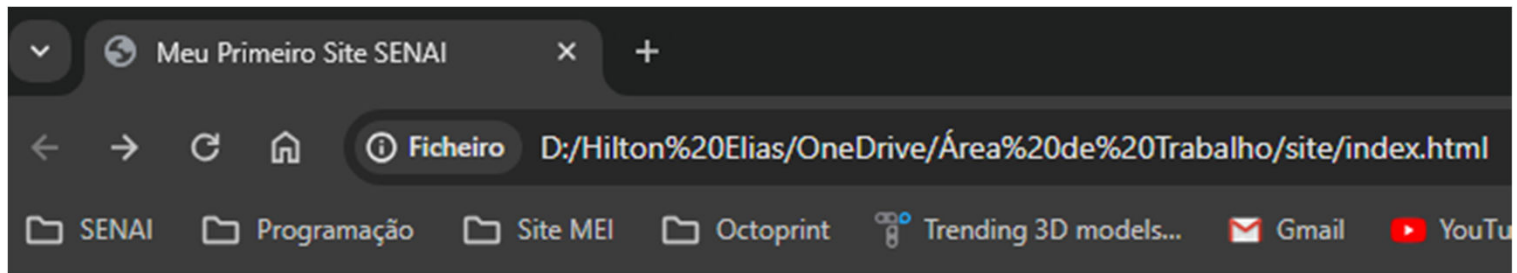 Meu Primeiro Site SENAI
Ficheiro D:/Hilton%20Elias/OneDrive/Área%20de%20Trabalho/site/index.html
SENAI Programação Site MEI Octoprint Trending 3D models... Gmail YouTu